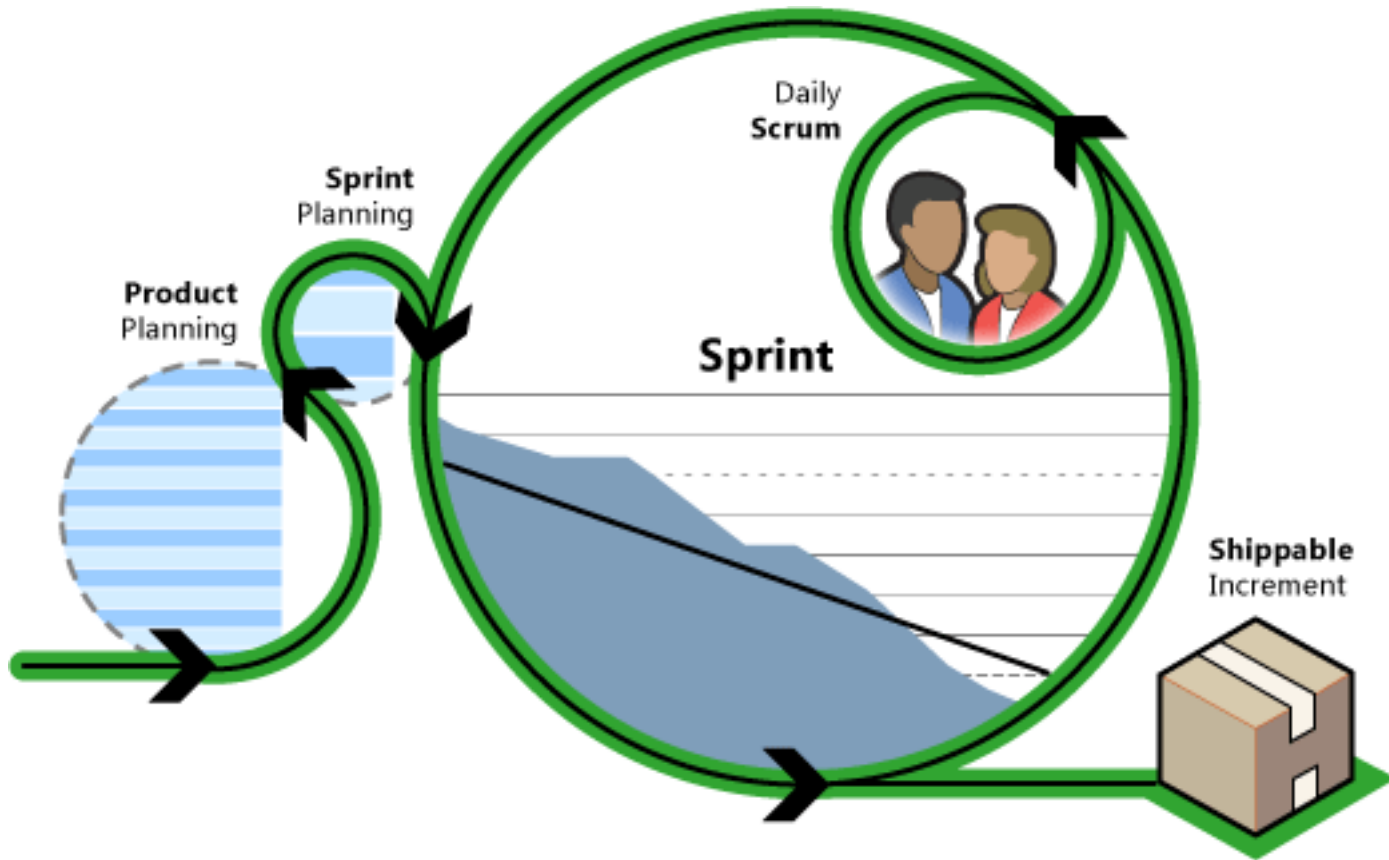 Daily
Scrum
Sprint
Planning
Product
Planning
Sprint
Shippable
Increment